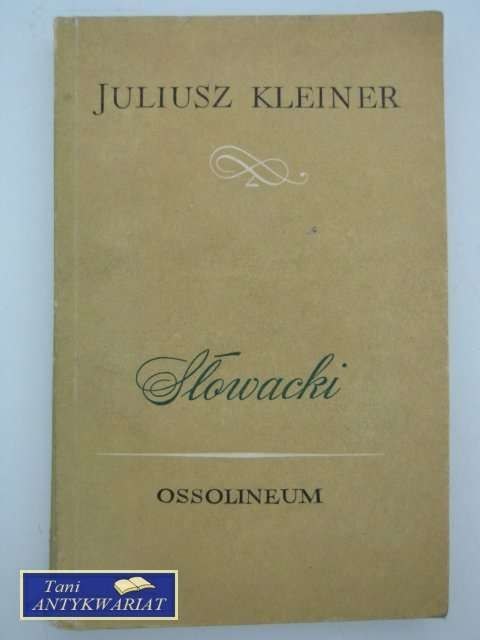 JULIUSZ KLEINER
Słowacki
OSSOLINEUM
Tani
ANTYKWARIAT